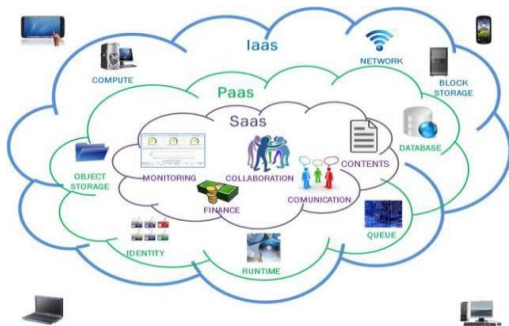 Iaas
COMPUTE
NETWORK
BLOCK
STORAGE
Paas
Saas
DATABASE
OBJECT
STORAGE
MONITORING
COLLABORATION
CONTENTS
FINANCE
COMUNICATION
IDENTITY
RUNTIME
QUEUE